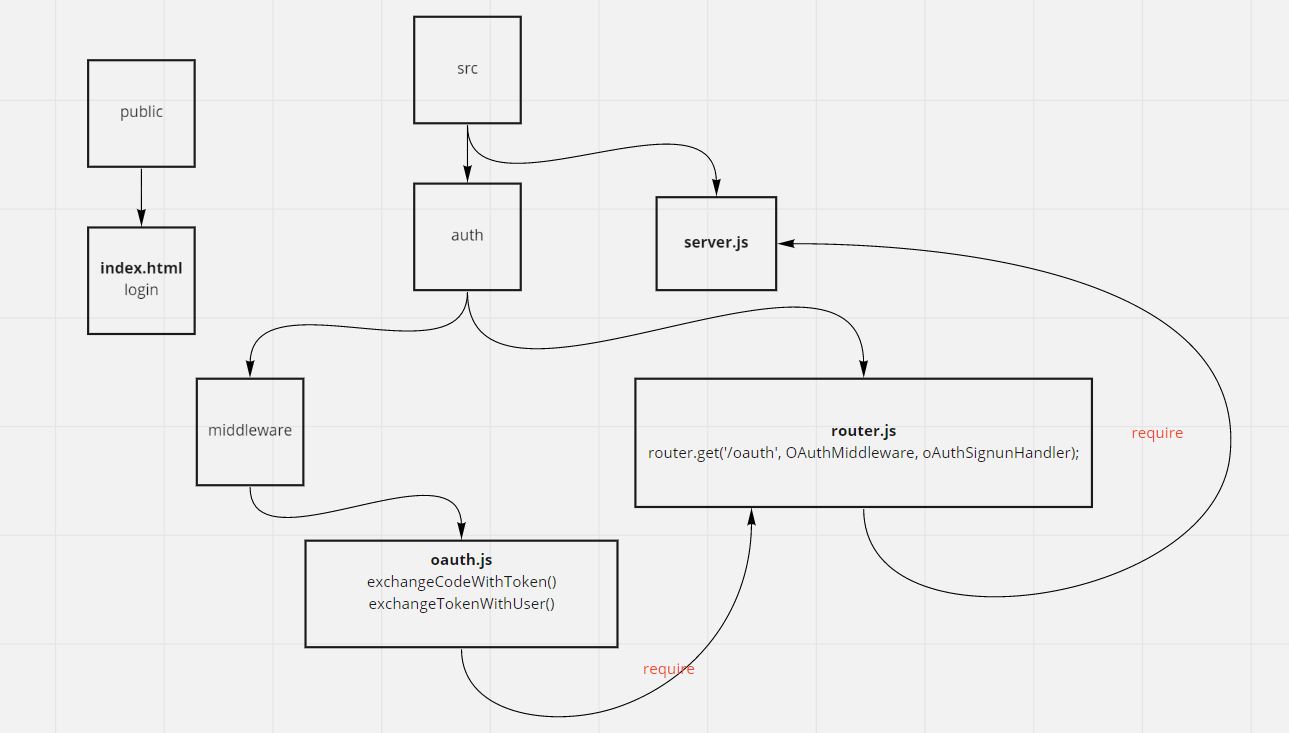 src
public
auth
server.js
index.html
login
middleware
router.js
router.get('/oauth', OAuthMiddleware, oAuthSignunHandler);
require
oauth.js
exchangeCodeWithToken()
exchangeTokenWithUser()
require